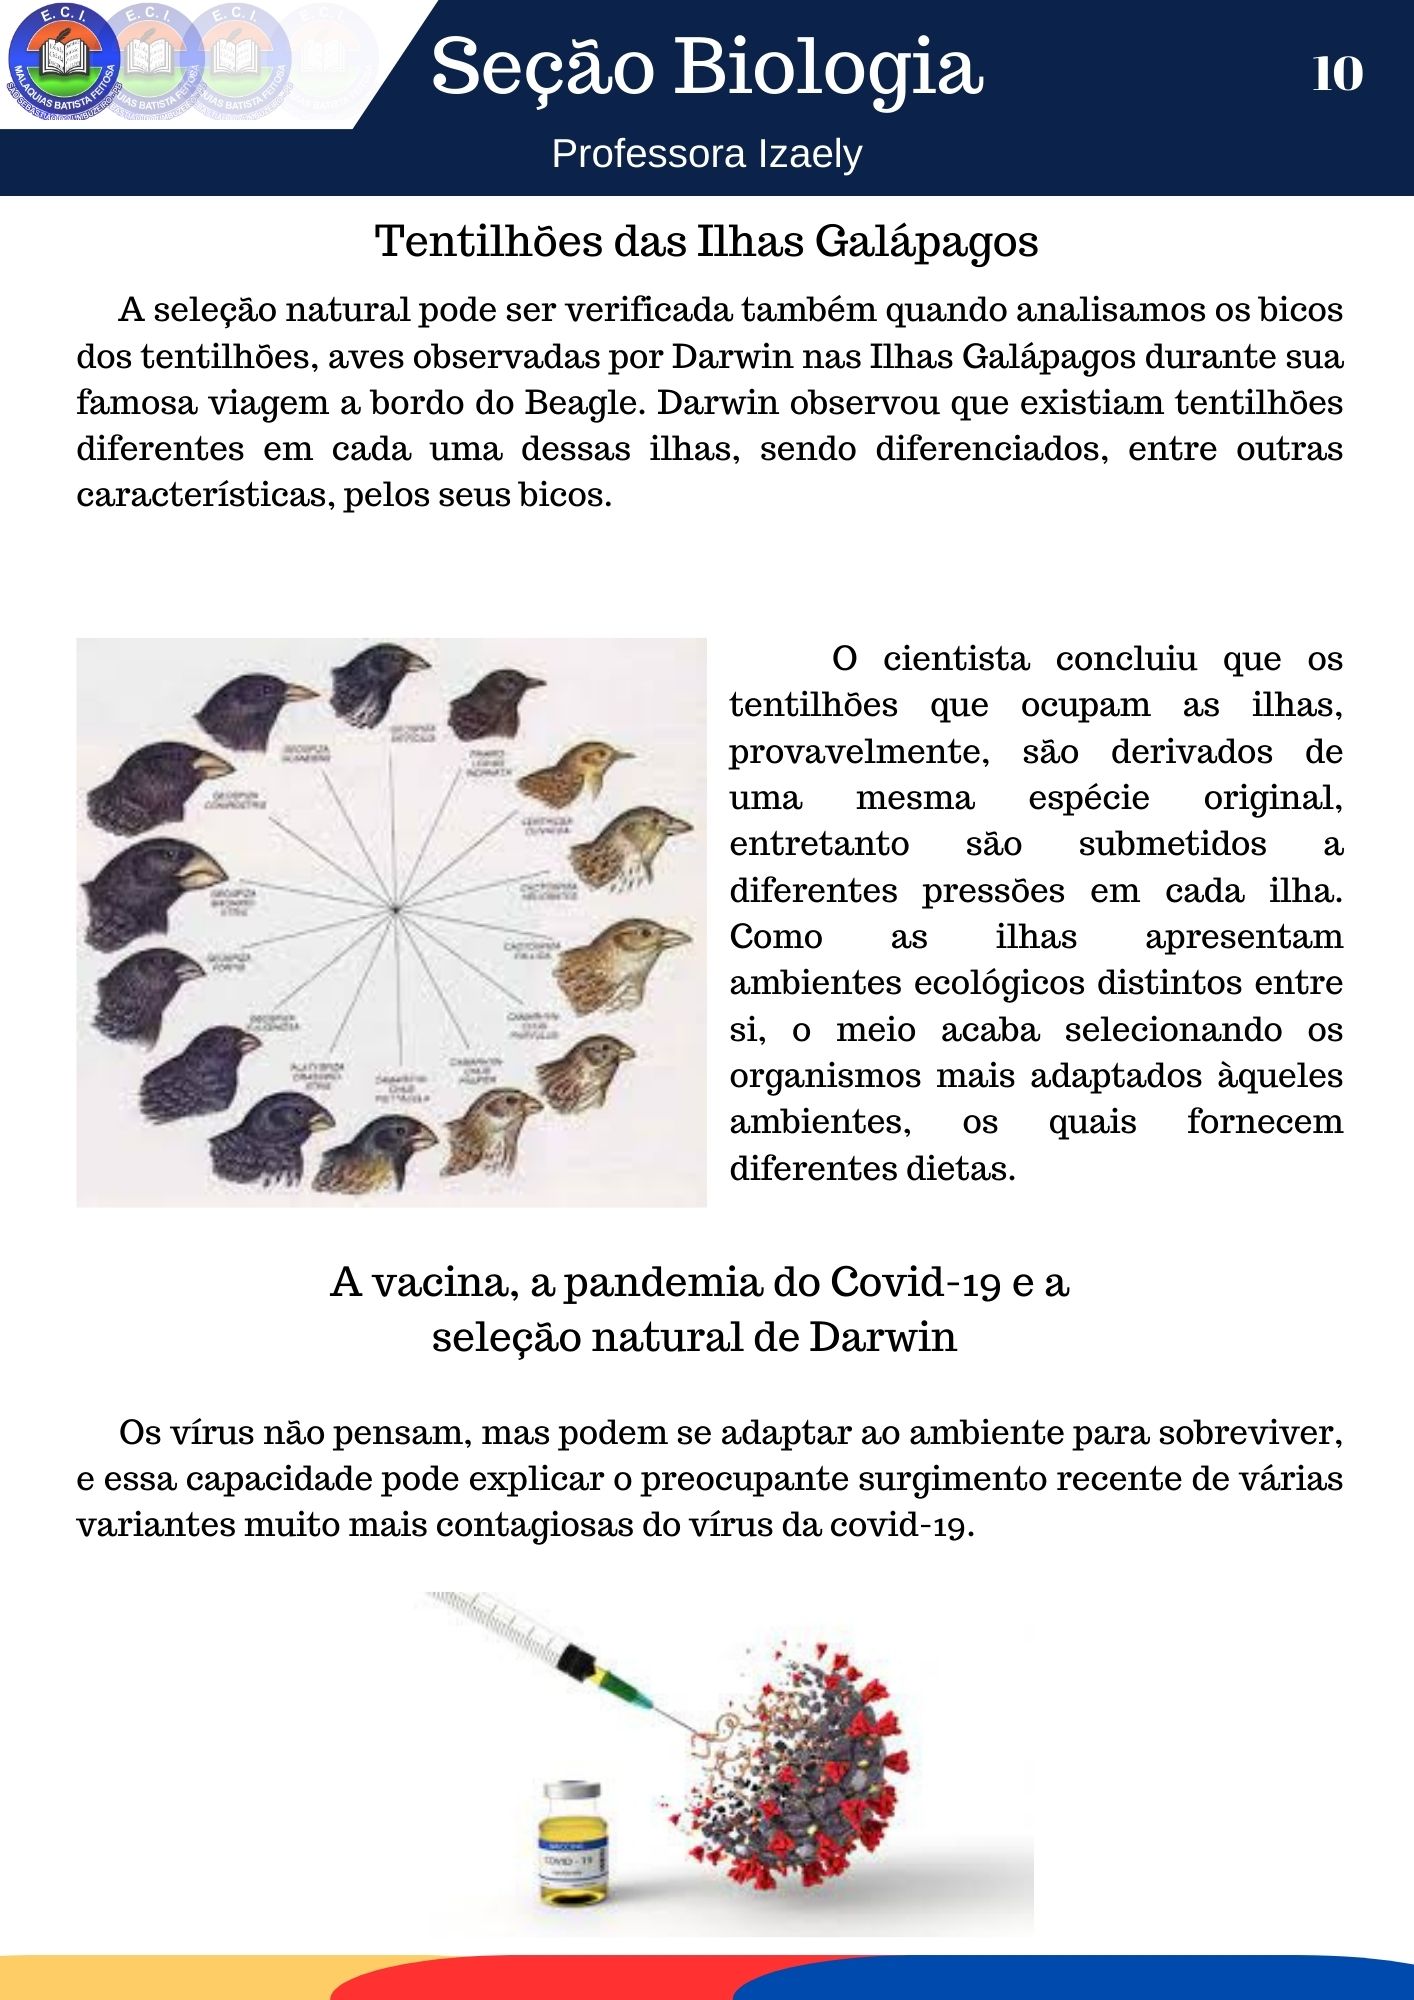 E. C. I.
MALAQUIAS BATISTA FEITOSA
Seção Biologia
10
Professora Izaely
Tentilhões das Ilhas Galápagos
A seleção natural pode ser verificada também quando analisamos os bicos
dos tentilhões, aves observadas por Darwin nas Ilhas Galápagos durante sua
famosa viagem a bordo do Beagle. Darwin observou que existiam tentilhões
diferentes em cada uma dessas ilhas, sendo diferenciados, entre outras
características, pelos seus bicos.
O cientista concluiu que os
tentilhões que ocupam as ilhas,
provavelmente, são derivados de
uma mesma espécie original,
entretanto são submetidos a
diferentes pressões em cada ilha.
Como as ilhas apresentam
ambientes ecológicos distintos entre
si, o meio acaba selecionando os
organismos mais adaptados àqueles
ambientes, os quais fornecem
diferentes dietas.
A vacina, a pandemia do Covid-19 e a
seleção natural de Darwin
Os vírus não pensam, mas podem se adaptar ao ambiente para sobreviver,
e essa capacidade pode explicar o preocupante surgimento recente de várias
variantes muito mais contagiosas do vírus da covid-19.
COVID - 19